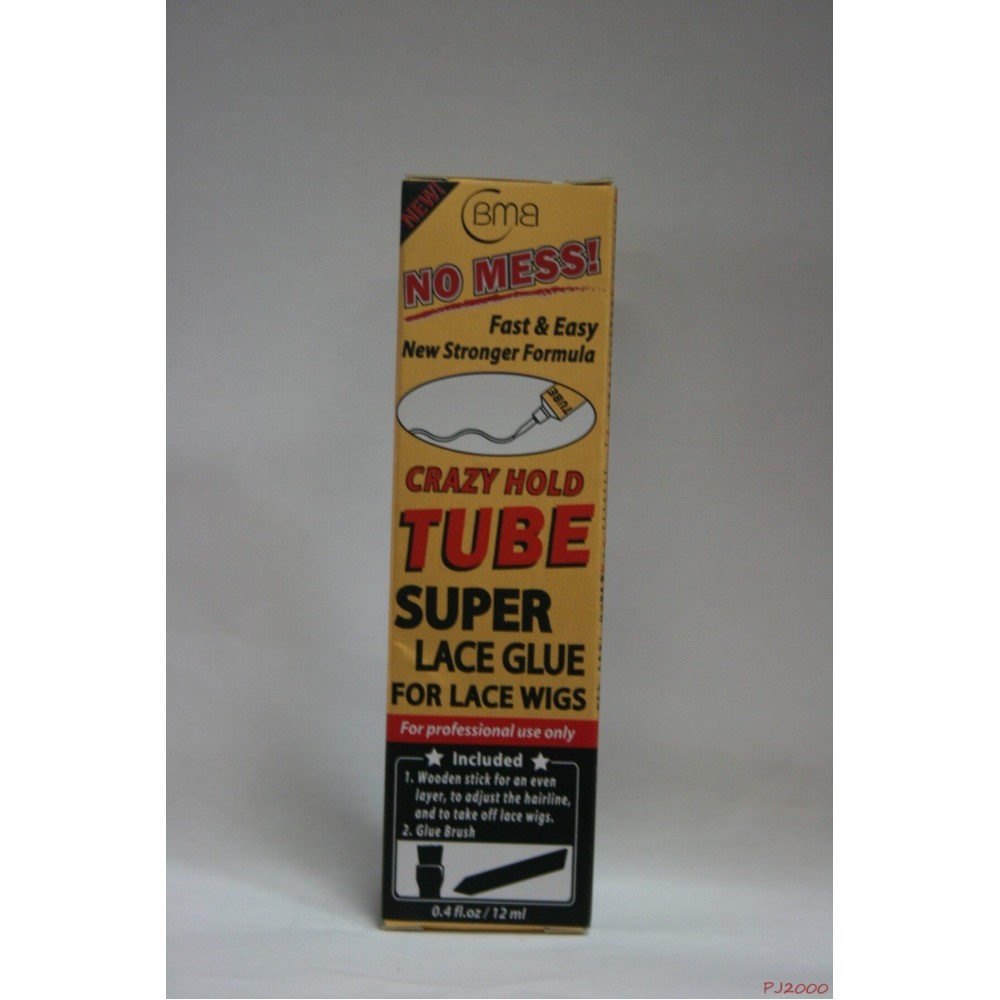 NEW!
BMB
NO MESS!
Fast & Easy
New Stronger Formula
TUBE
CRAZY HOLD
TUBE
SUPER
LACE GLUE
FOR LACE WIGS
For professional use only
Included
1. Wooden stick for an even
layer, to adjust the hairline,
and to take off lace wigs.
2. Glue Brush
0.4 fl.oz / 12 ml
PJ2000